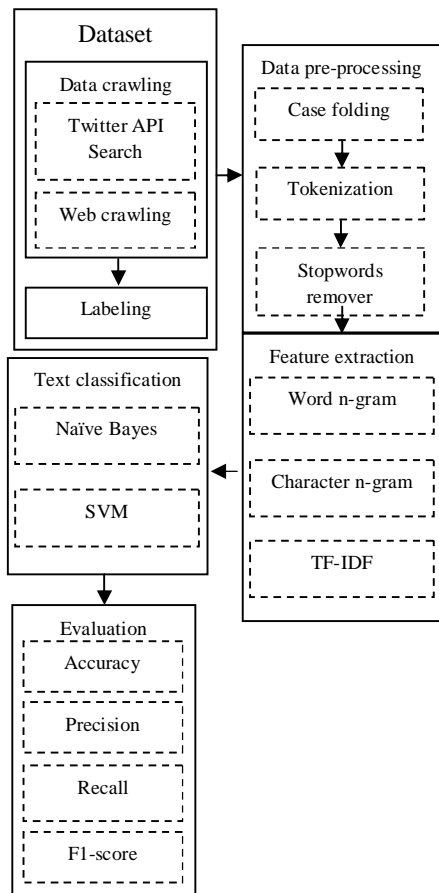 Dataset
Data crawling
Twitter API
Search
Web crawling
Labeling
Data pre-processing
Case folding
Tokenization
Stopwords
remover
Feature extraction
Word n-gram
Character n-gram
TF-IDF
Text classification
Naïve Bayes
SVM
Evaluation
Accuracy
Precision
Recall
F1-score